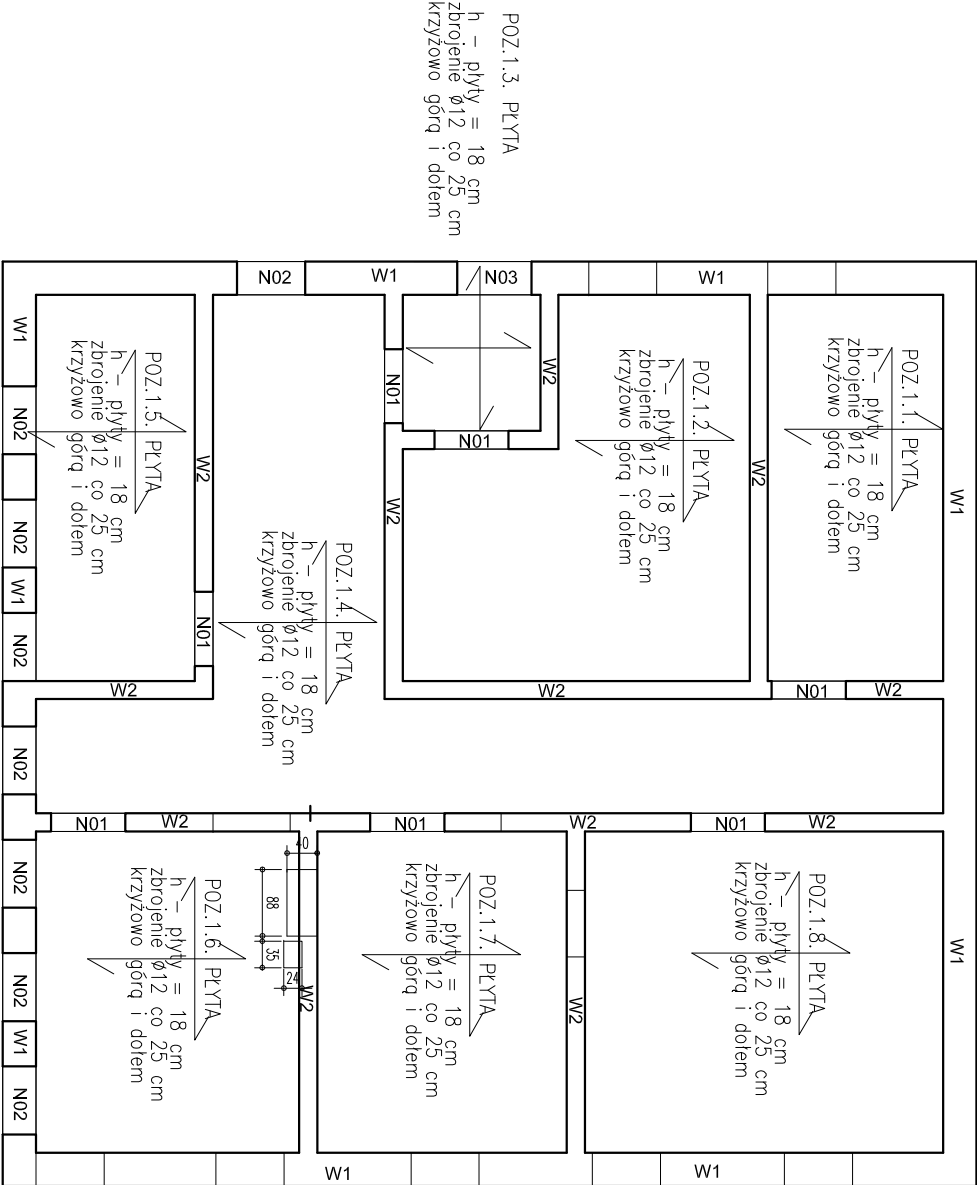 POZ.1.3. PŁYTA
h – płyty = 18 cm
zbrojenie Ø12 co 25 cm
krzyżowo górą i dołem
N02
W1
N03
W1
W1
N02
N02
W1
N02
N02
N02
N02
W1
N02
POZ.1.5. PŁYTA
h – płyty = 18 cm
zbrojenie Ø12 co 25 cm
krzyżowo górą i dołem
W2
N01
W2
N01
N01
W2
W2
POZ.1.2. PŁYTA
h – płyty = 18 cm
zbrojenie Ø12 co 25 cm
krzyżowo górą i dołem
W2
POZ.1.1. PŁYTA
h – płyty = 18 cm
zbrojenie Ø12 co 25 cm
krzyżowo górą i dołem
W1
POZ.1.4. PŁYTA
h – płyty = 18 cm
zbrojenie Ø12 co 25 cm
krzyżowo górą i dołem
W2
N01
W2
N01
W2
N01
W2
N01
W2
40
88
35
24
W2
POZ.1.6. PŁYTA
h – płyty = 18 cm
zbrojenie Ø12 co 25 cm
krzyżowo górą i dołem
POZ.1.7. PŁYTA
h – płyty = 18 cm
zbrojenie Ø12 co 25 cm
krzyżowo górą i dołem
W2
POZ.1.8. PŁYTA
h – płyty = 18 cm
zbrojenie Ø12 co 25 cm
krzyżowo górą i dołem
W1
W1
W1